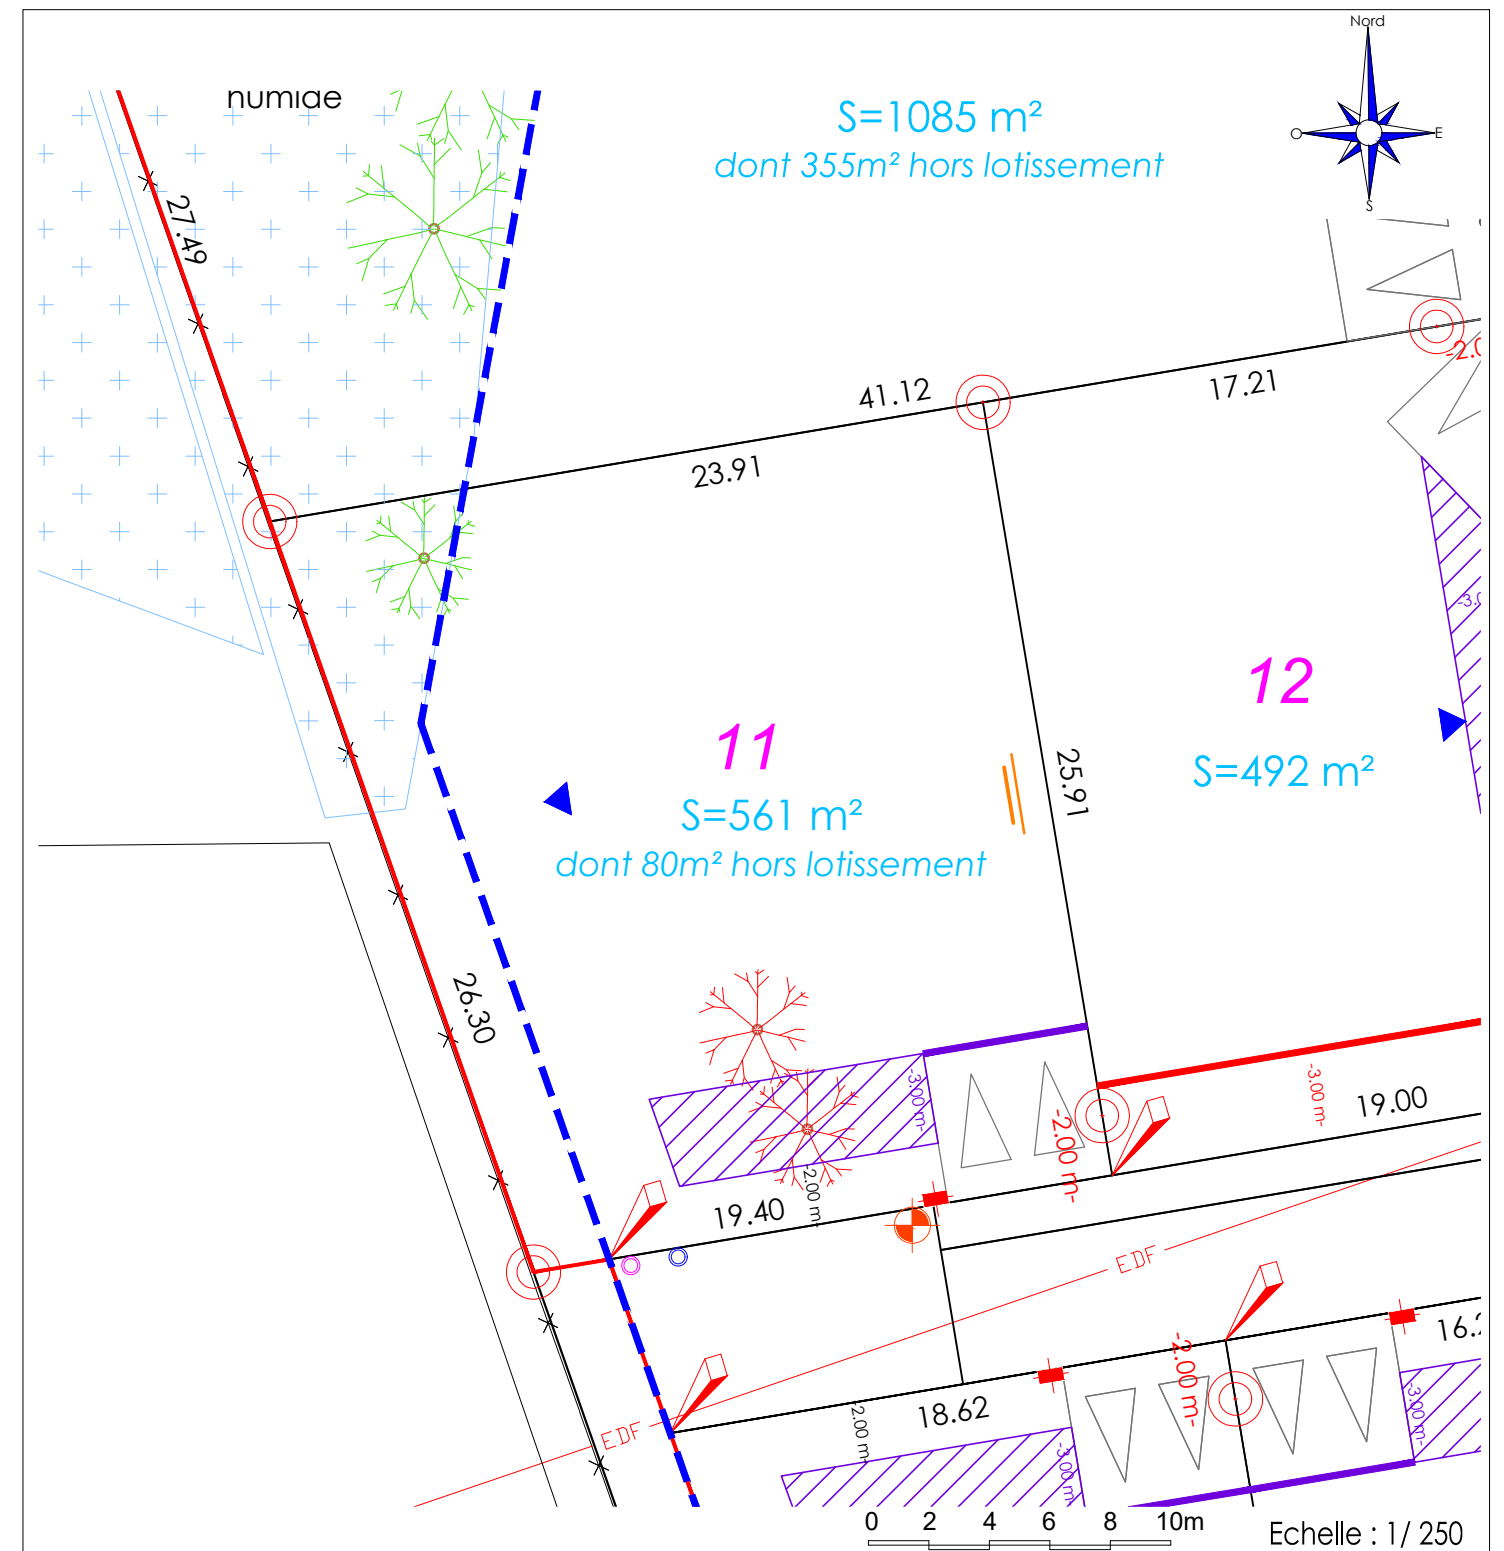 Nord
O
E
S
numide
S=1085 m²
dont 355m² hors lotissement
27.49
41.12
17.21
23.91
12
S=492 m²
11
S=561 m²
dont 80m² hors lotissement
25.91
26.30
-3.00 m-
-3.00 m-
-2.00 m-
19.00
19.40
-2.00 m-
EDF
EDF
-2.00 m-
18.62
-2.00 m-
-3.00 m-
-3.00 m-
0 2 4 6 8 10m
Echelle : 1/ 250